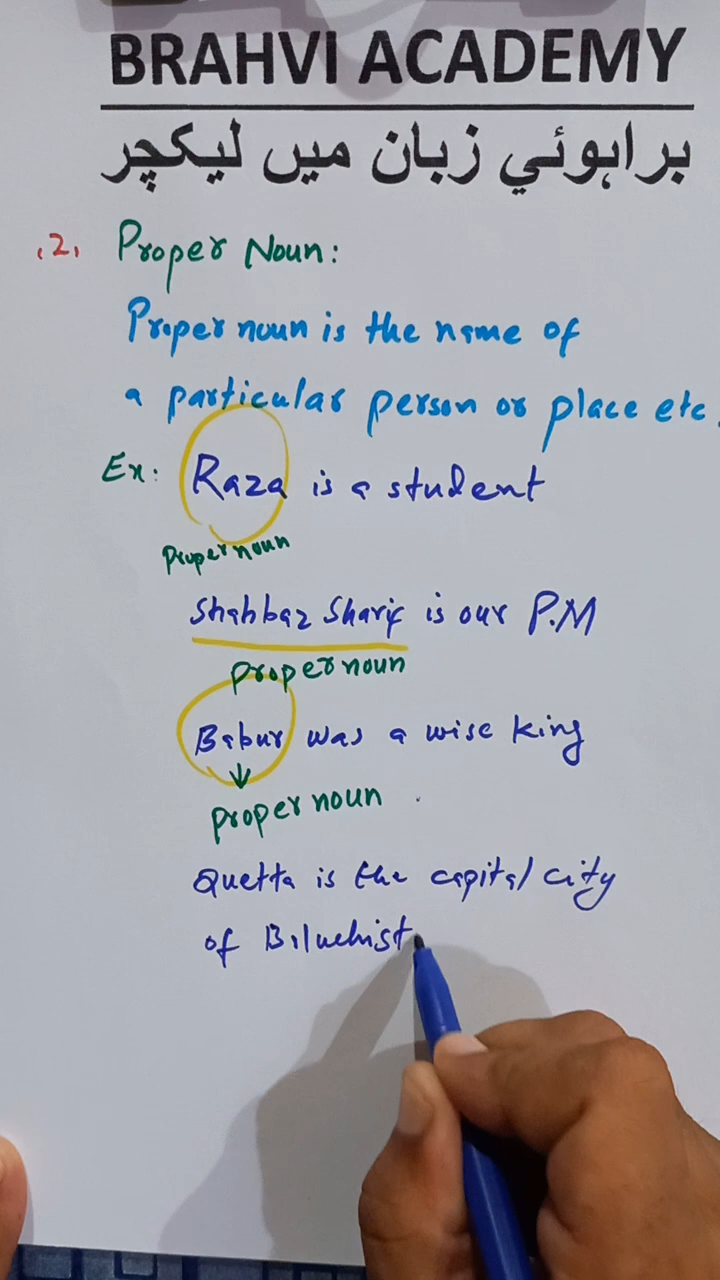 BRAHVI ACADEMY
براہوئي زبان میں لیکچر
(2) Proper Noun:
Proper noun is the name of
a particular person or place etc.
Ex: Raza is a student
Proper noun
Shahbaz Sharif is our P.M
proper noun
Babur was a wise king
proper noun
Quetta is the capital city
of Baluchist